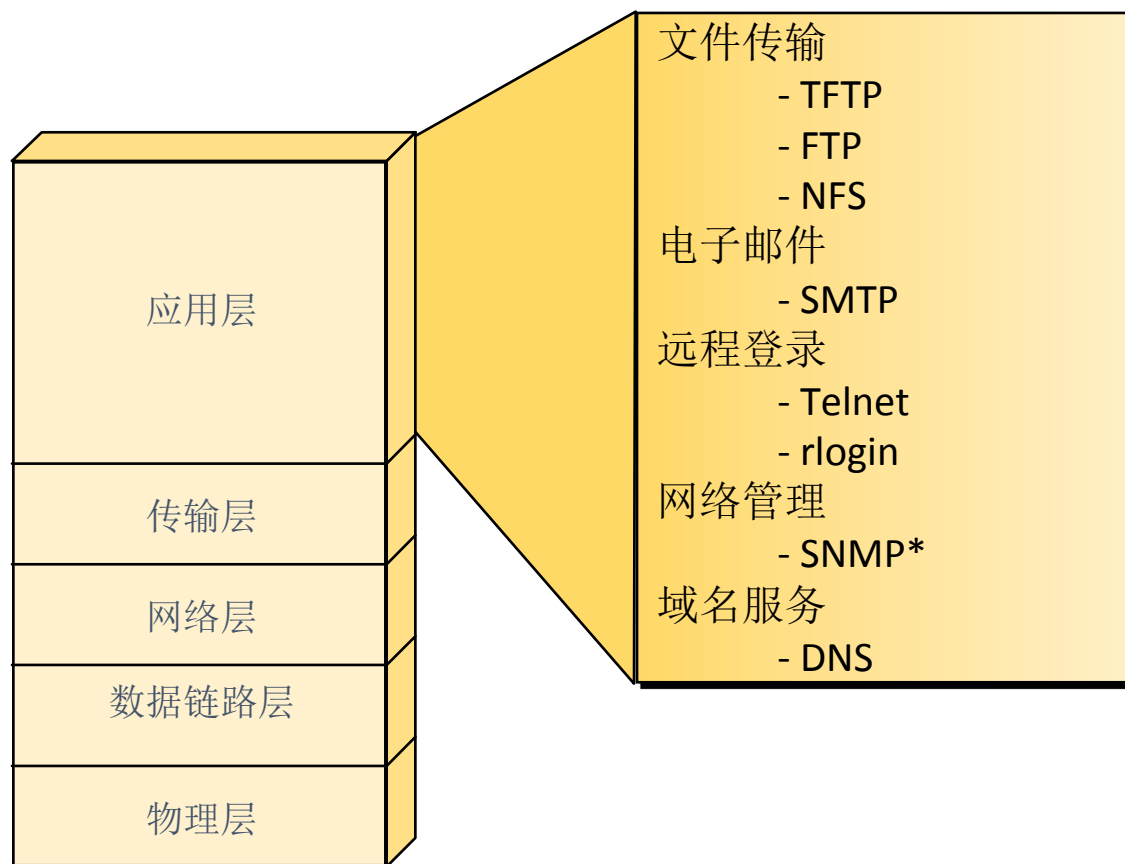 应用层
传输层
网络层
数据链路层
物理层
文件传输
- TFTP
- FTP
- NFS
电子邮件
- SMTP
远程登录
- Telnet
- rlogin
网络管理
- SNMP*
域名服务
- DNS